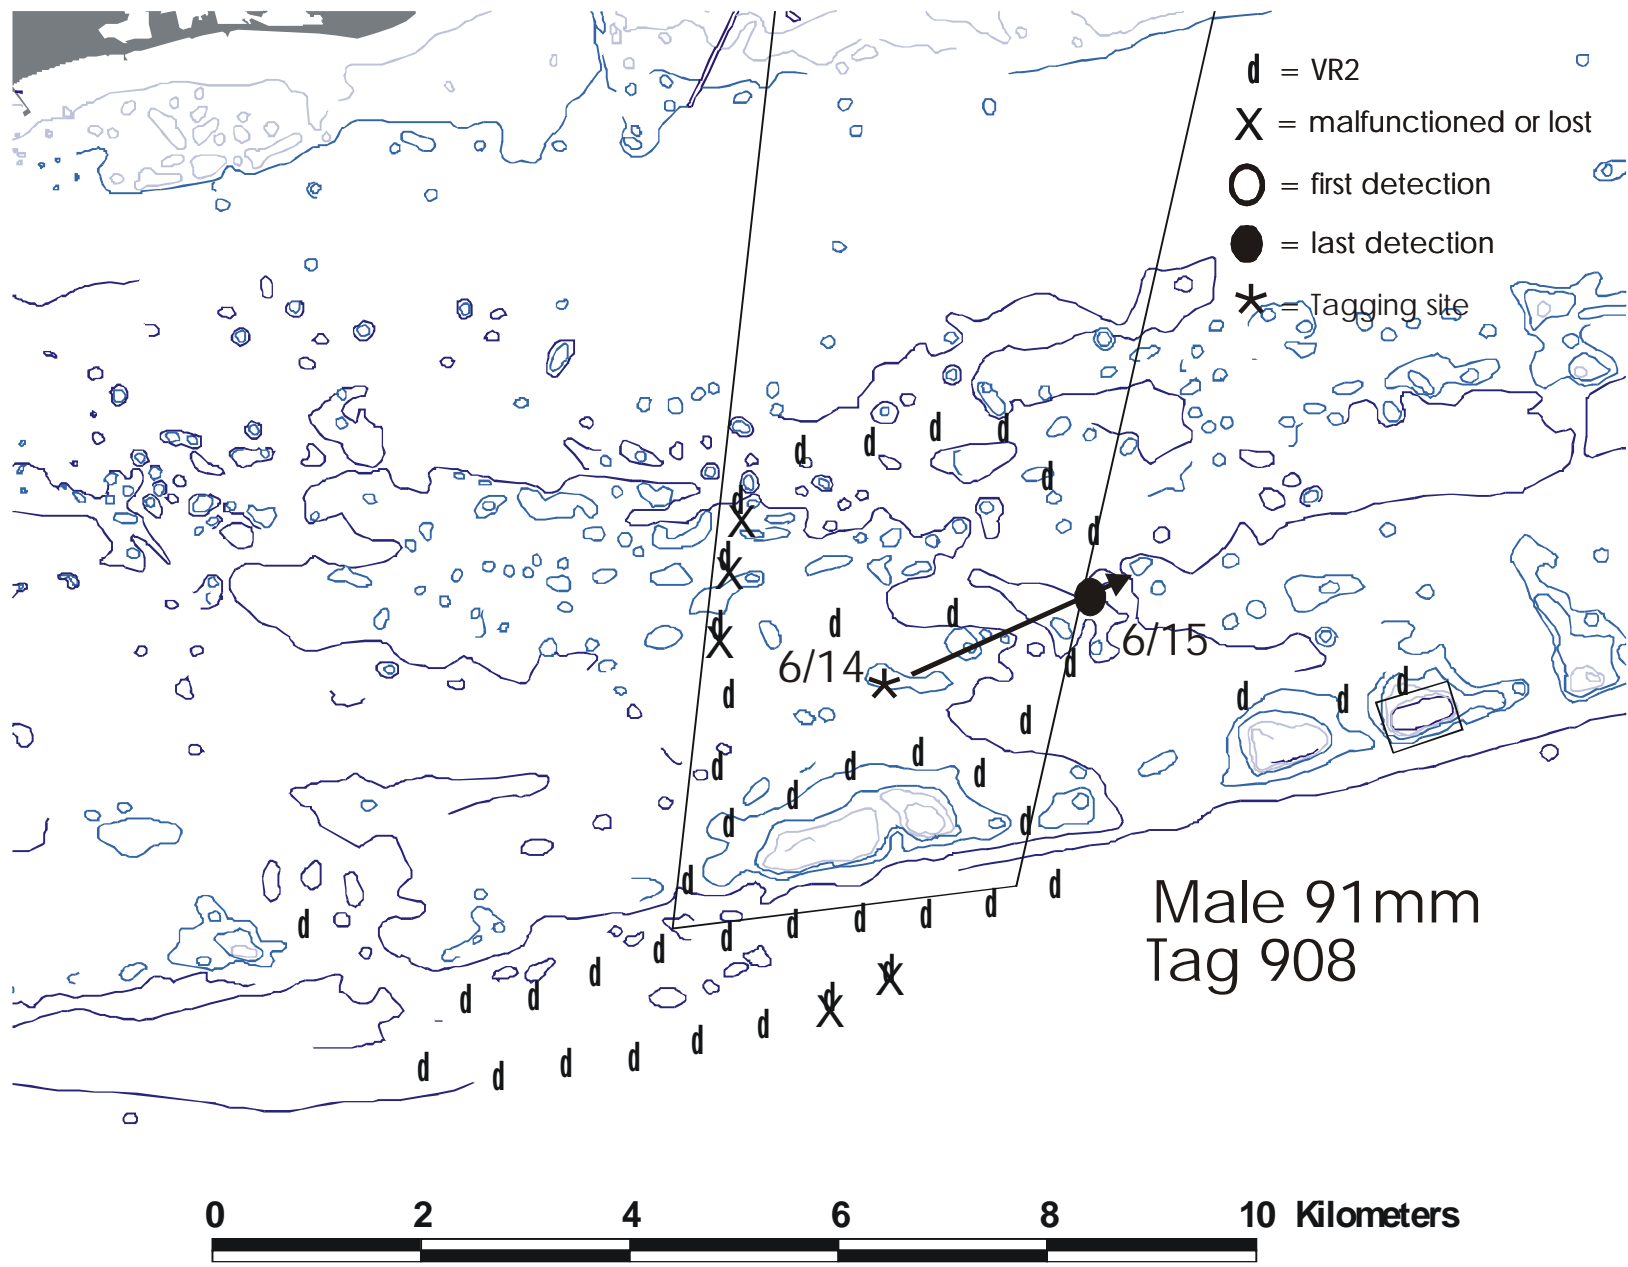 d = VR2
X = malfunctioned or lost
= first detection
= last detection
= Tagging site
6/14
6/15
Male 91mm
Tag 908
0 2 4 6 8 10 Kilometers